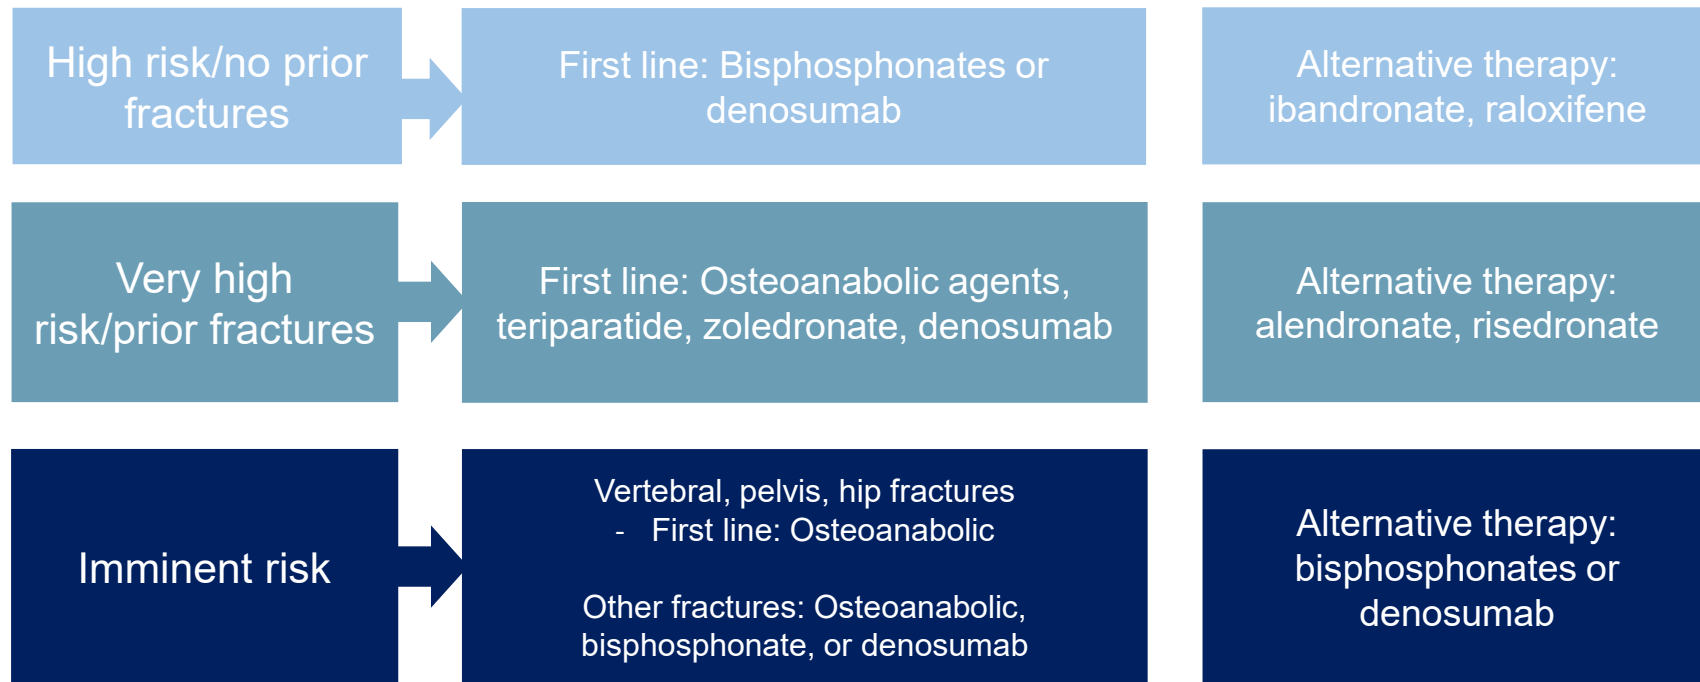 High risk/no prior
fractures
First line: Bisphosphonates or
denosumab
Alternative therapy:
ibandronate, raloxifene
Very high
risk/prior fractures
First line: Osteoanabolic agents,
teriparatide, zoledronate, denosumab
Alternative therapy:
alendronate, risedronate
Imminent risk
Vertebral, pelvis, hip fractures
- First line: Osteoanabolic
Other fractures: Osteoanabolic,
bisphosphonate, or denosumab
Alternative therapy:
bisphosphonates or
denosumab